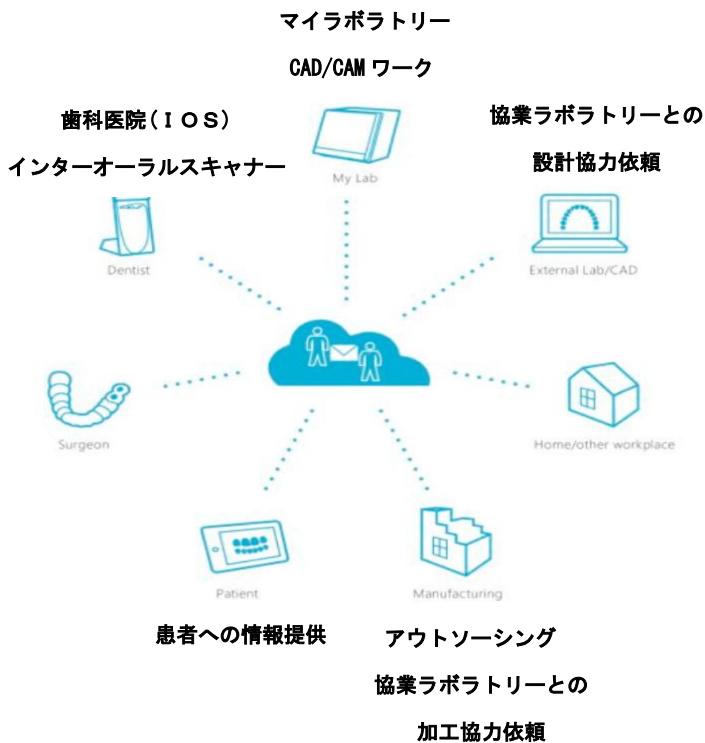 マイラボラトリー
CAD/CAM ワーク
My Lab
歯科医院(ＩＯＳ)
インターオーラルスキャナー
Dentist
協業ラボラトリーとの
設計協力依頼
External Lab/CAD
Surgeon
Home/other workplace
Patient
患者への情報提供
Manufacturing
アウトソーシング
協業ラボラトリーとの
加工協力依頼